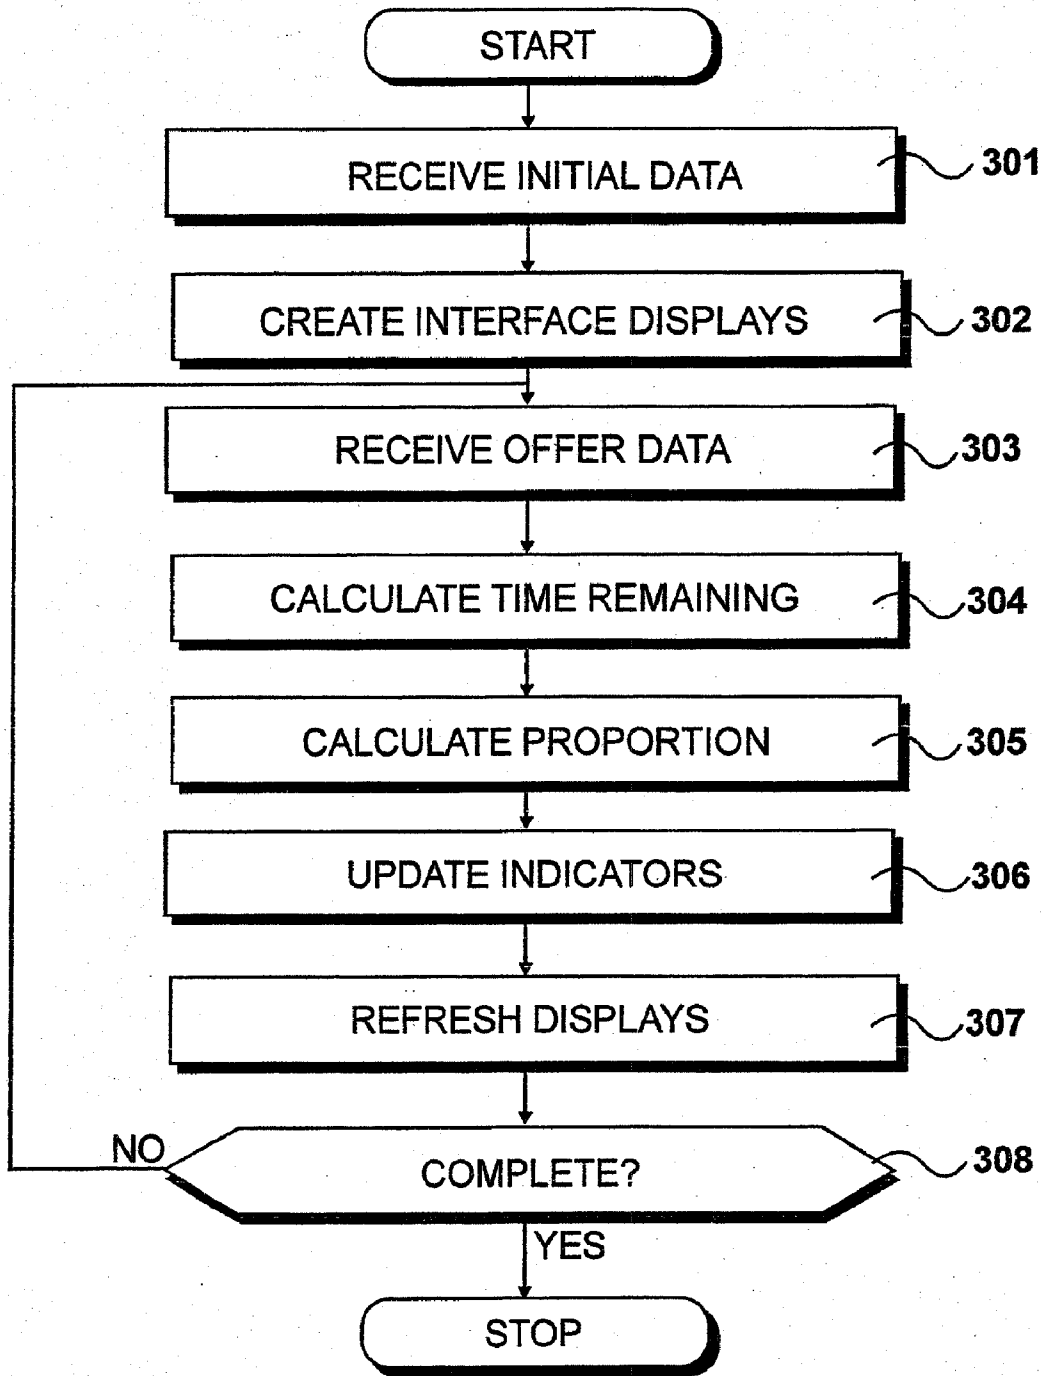 START
RECEIVE INITIAL DATA
301
CREATE INTERFACE DISPLAYS
302
RECEIVE OFFER DATA
303
CALCULATE TIME REMAINING
304
CALCULATE PROPORTION
305
UPDATE INDICATORS
306
REFRESH DISPLAYS
307
NO
COMPLETE?
308
YES
STOP